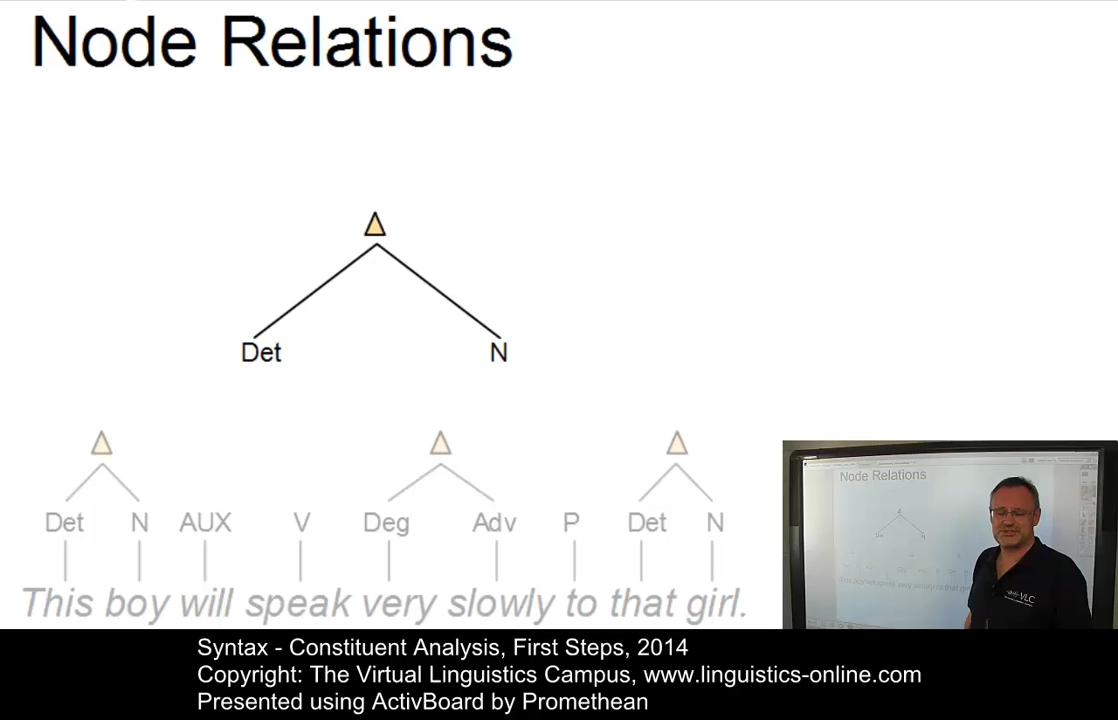 Node Relations
Δ
Det N
Δ Δ Δ
Det N AUX V Deg Adv P Det N
This boy will speak very slowly to that girl.
Node Relations
VLC
Syntax - Constituent Analysis, First Steps, 2014
Copyright: The Virtual Linguistics Campus, www.linguistics-online.com
Presented using ActivBoard by Promethean